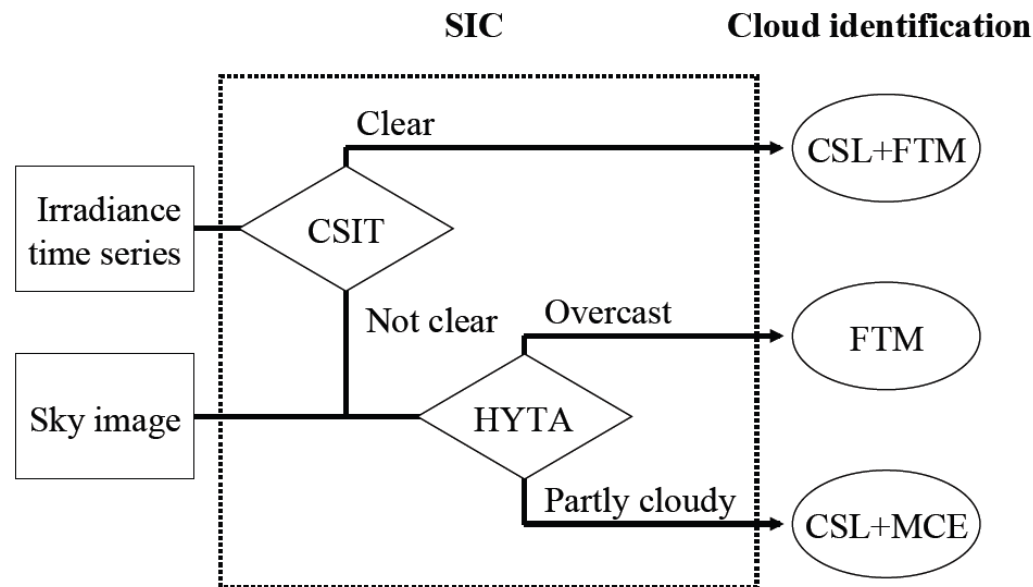 SIC
Cloud identification
Clear
CSL+FTM
Irradiance
time series
CSIT
Not clear
Overcast
FTM
Sky image
HYTA
Partly cloudy
CSL+MCE